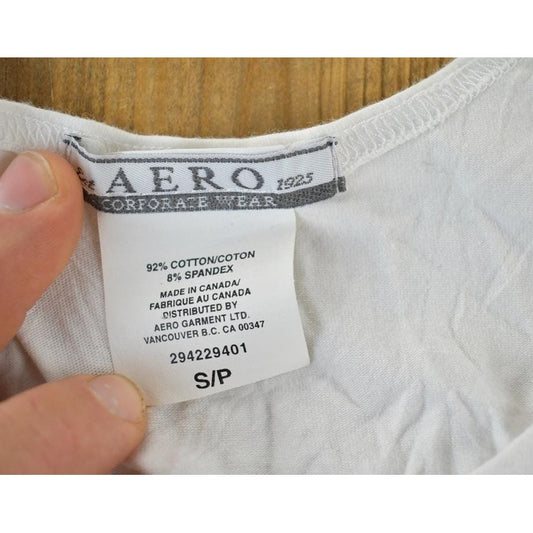 AERO 1925
CORPORATE WEAR
92% COTTON/COTON
8% SPANDEX
MADE IN CANADA/
FABRIQUE AU CANADA
DISTRIBUTED BY
AERO GARMENT LTD.
VANCOUVER B.C. CA 00347
294229401
S/P